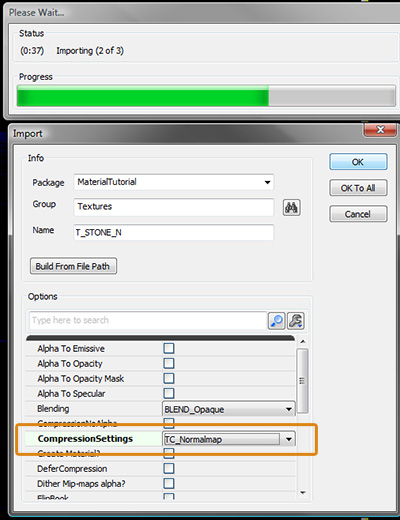 Please Wait...
Status
(0:37) Importing (2 of 3)
Progress
Import
Info
Package MaterialTutorial
Group Textures
Name T_STONE_N
Build From File Path
OK
OK To All
Cancel
Options
Type here to search
Alpha To Emissive
Alpha To Opacity
Alpha To Opacity Mask
Alpha To Specular
Blending BLEND_Opaque
CompressionNoAlpha
CompressionSettings TC_Normalmap
Create Material?
DeferCompression
Dither Mip-maps alpha?
FlipBook